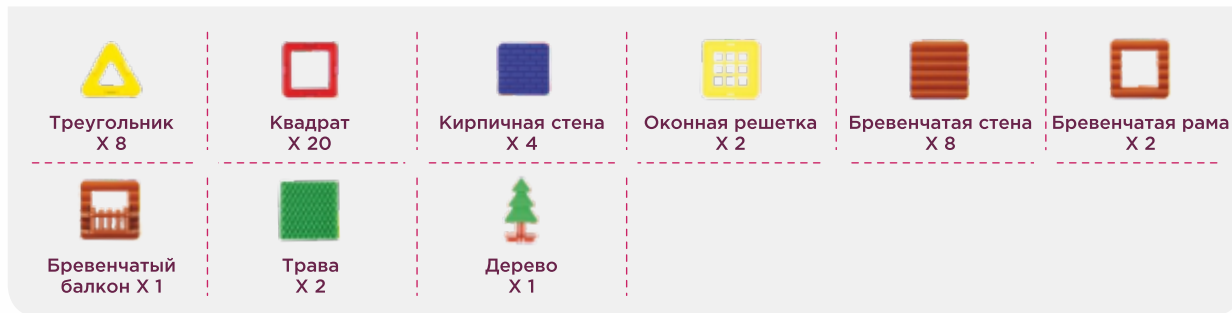 Треугольник
X 8
Квадрат
X 20
Кирпичная стена
X 4
Оконная решетка
X 2
Бревенчатая стена
X 8
Бревенчатая рама
X 2
Бревенчатый
балкон X 1
Трава
X 2
Дерево
X 1